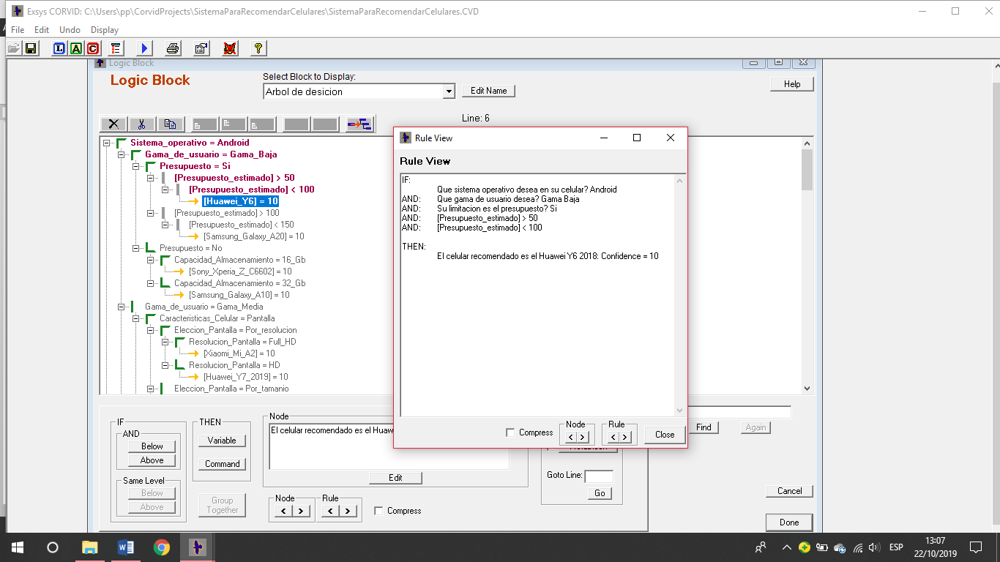 Exsys CORVID: C:\Users\pp\CorvidProjects\SistemaParaRecomendarCelulares\SistemaParaRecomendarCelulares.CVD
File Edit Undo Display
L A C ?
Logic Block
Logic Block
Select Block to Display:
Arbol de desicion
Edit Name
Help
Line: 6
Sistema_operativo = Android
Gama_de_usuario = Gama_Baja
Presupuesto = Si
[Presupuesto_estimado] > 50
[Presupuesto_estimado] < 100
[Huawei_Y6] = 10
[Presupuesto_estimado] > 100
[Presupuesto_estimado] < 150
[Samsung_Galaxy_A20] = 10
Presupuesto = No
Capacidad_Almacenamiento = 16_Gb
[Sony_Xperia_Z_C6602] = 10
Capacidad_Almacenamiento = 32_Gb
[Samsung_Galaxy_A10] = 10
Gama_de_usuario = Gama_Media
Caracteristicas_Celular = Pantalla
Eleccion_Pantalla = Por_resolucion
Resolucion_Pantalla = Full_HD
[Xiaomi_Mi_A2] = 10
Resolucion_Pantalla = HD
[Huawei_Y7_2019] = 10
Eleccion_Pantalla = Por_tamanio
Rule View
Rule View
IF:
Que sistema operativo desea en su celular? Android
AND: Que gama de usuario desea? Gama Baja
AND: Su limitacion es el presupuesto? Si
AND: [Presupuesto_estimado] > 50
AND: [Presupuesto_estimado] < 100
THEN:
El celular recomendado es el Huawei Y6 2018: Confidence = 10
Compress
Node
< >
Rule
< >
Close
IF
AND
Below
Above
Same Level
Below
Above
THEN
Variable
Command
Group
Together
Node
El celular recomendado es el Huaw
Edit
Node
< >
Rule
< >
Compress
Find
Again
Goto Line:
Go
Cancel
Done
ESP
13:07
22/10/2019